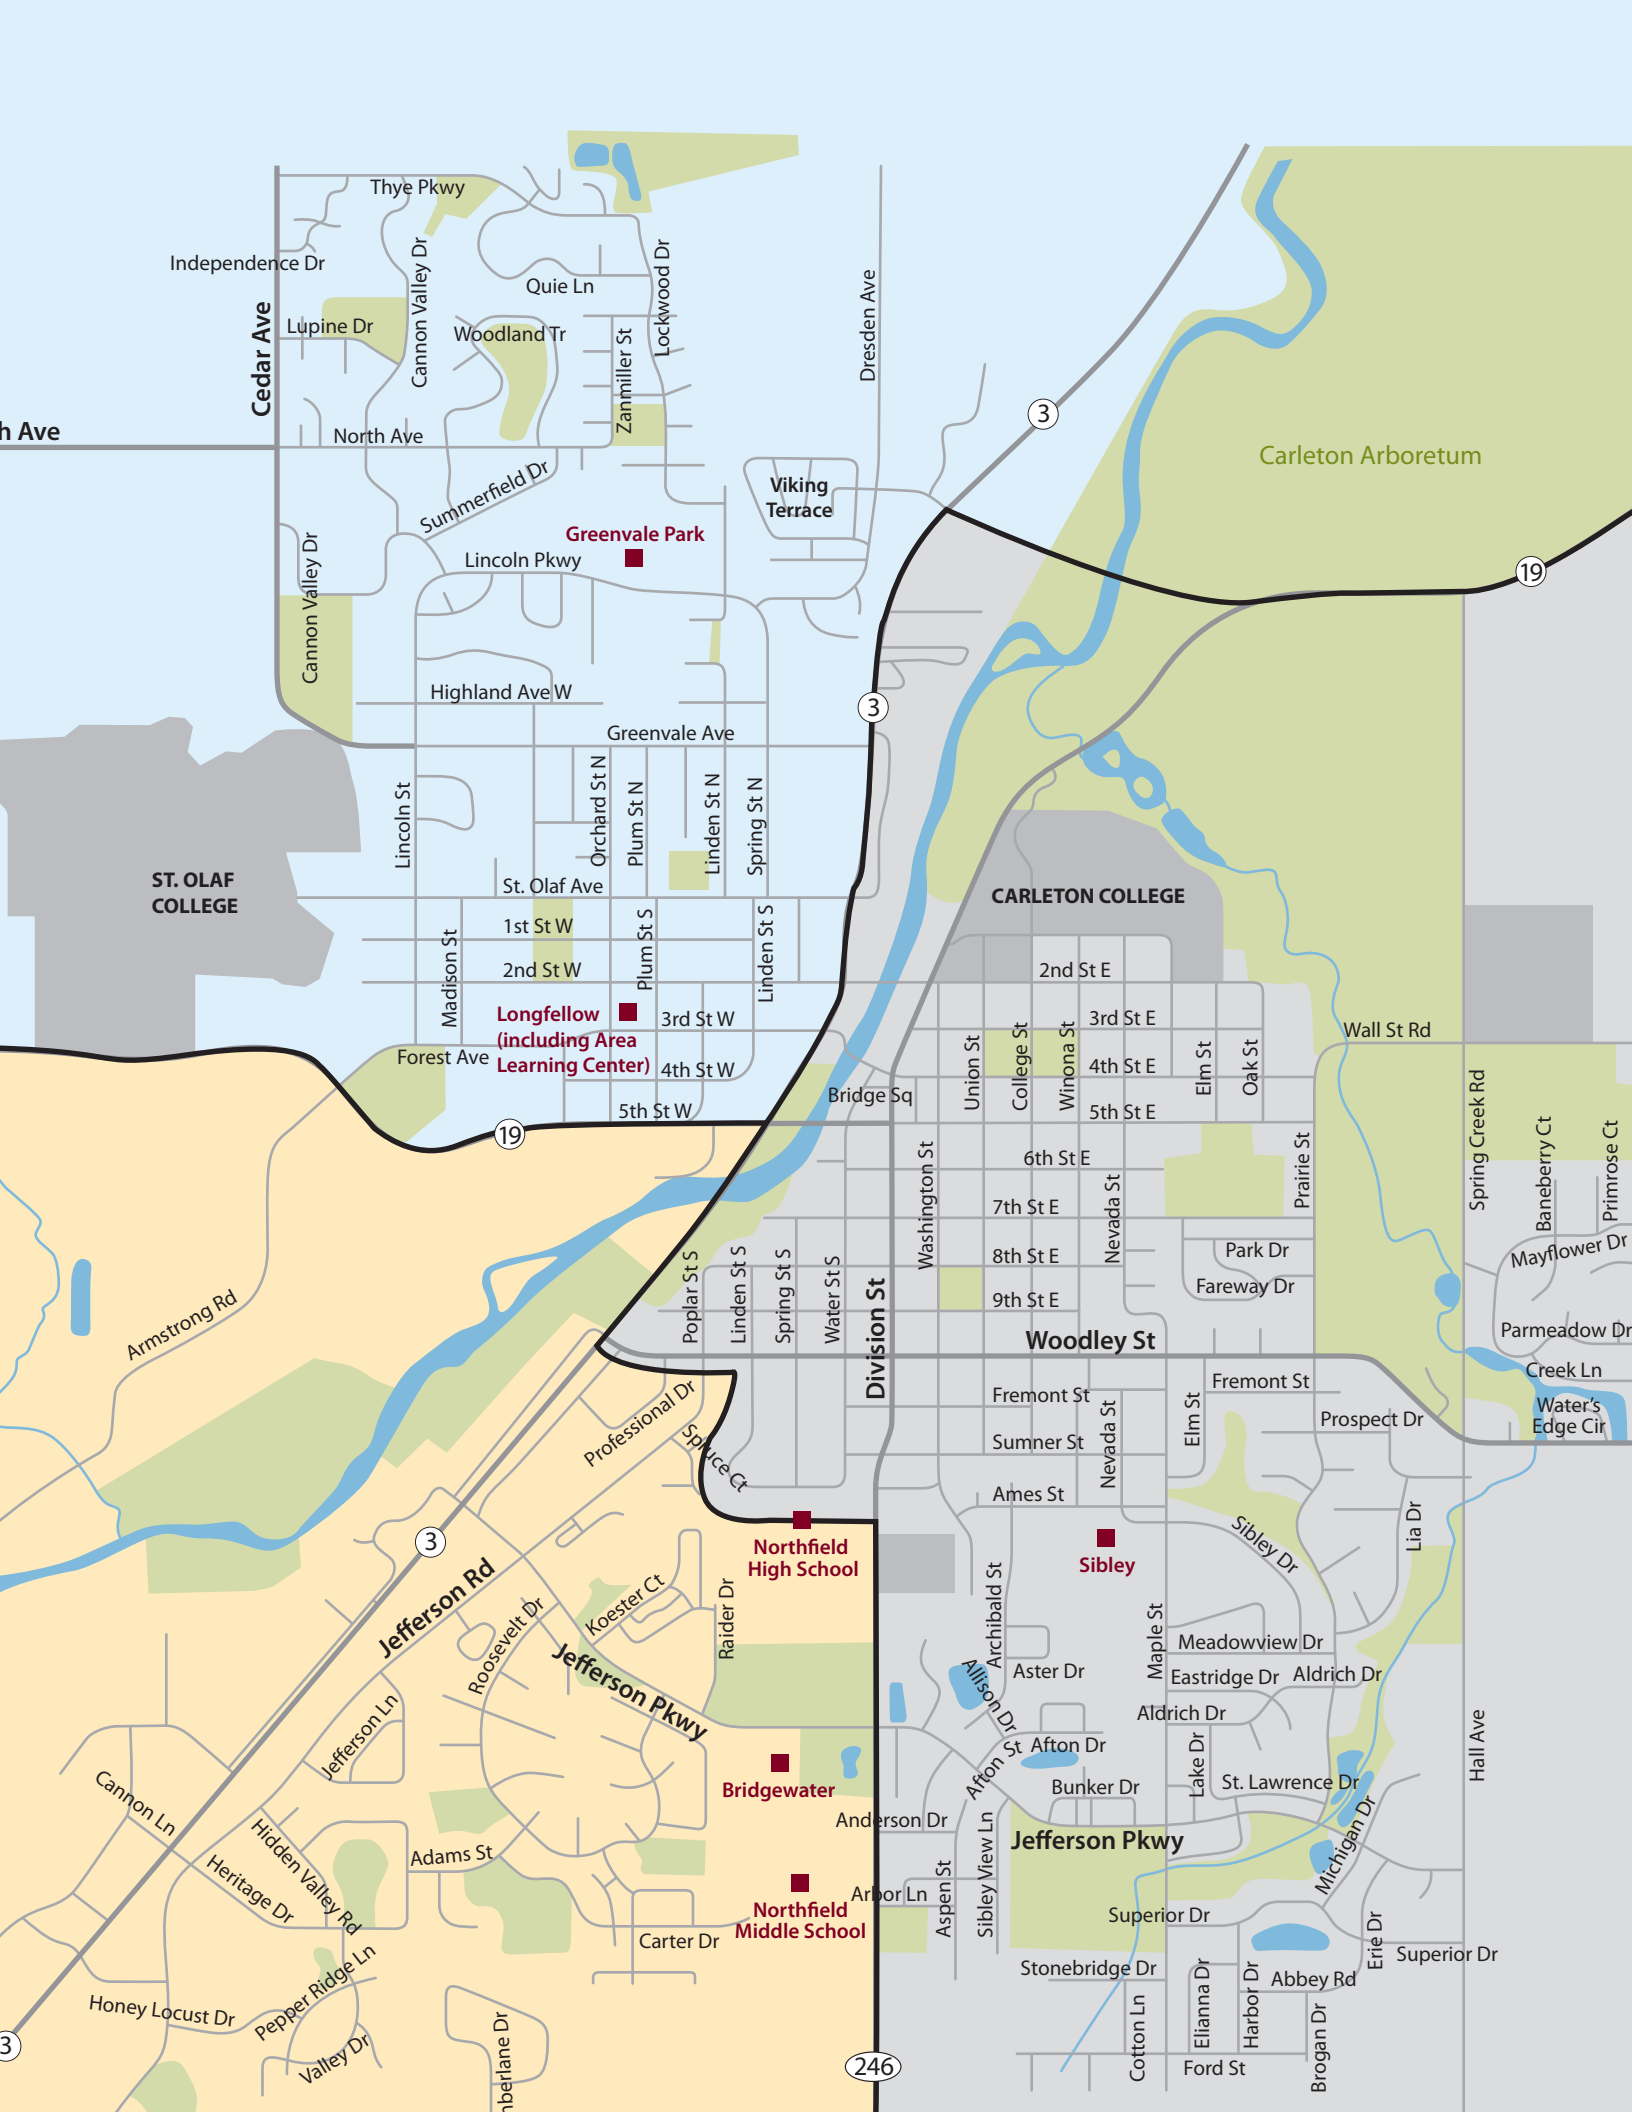 Thye Pkwy
Independence Dr
Cannon Valley Dr
Lockwood Dr
Quie Ln
Dresden Ave
Cedar Ave
Lupine Dr
Woodland Tr
Zanmiller St
3
h Ave
North Ave
Carleton Arboretum
Summerfield Dr
Viking
Terrace
Greenvale Park
Lincoln Pkwy
Cannon Valley Dr
19
Highland Ave W
3
Greenvale Ave
Lincoln St
Orchard St N
Plum St N
Linden St N
Spring St N
ST. OLAF
COLLEGE
St. Olaf Ave
CARLETON COLLEGE
1st St W
Madison St
Plum St S
Linden St S
2nd St W
2nd St E
Longfellow
(including Area
Learning Center)
3rd St W
3rd St E
Wall St Rd
Forest Ave
4th St W
4th St E
Union St
College St
Winona St
Elm St
Oak St
Bridge Sq
5th St W
5th St E
19
Spring Creek Rd
Baneberry Ct
Primrose Ct
6th St E
Prairie St
Washington St
Nevada St
7th St E
8th St E
Park Dr
Mayflower Dr
Poplar St S
Linden St S
Spring St S
Water St S
Division St
Fareway Dr
9th St E
Armstrong Rd
Woodley St
Parmeadow Dr
Creek Ln
Professional Dr
Fremont St
Fremont St
Water's
Edge Cir
Elm St
Prospect Dr
Nevada St
Spruce Ct
Sumner St
Ames St
3
Northfield
High School
Sibley
Sibley Dr
Lia Dr
Jefferson Rd
Roosevelt Dr
Koester Ct
Raider Dr
Archibald St
Maple St
Meadowview Dr
Jefferson Pkwy
Allison Dr
Aster Dr
Eastridge Dr
Aldrich Dr
Jefferson Ln
Aldrich Dr
Afton St
Afton Dr
Hall Ave
Bridgewater
Bunker Dr
Lake Dr
St. Lawrence Dr
Cannon Ln
Anderson Dr
Jefferson Pkwy
Michigan Dr
Hidden Valley Rd
Adams St
Heritage Dr
Arbor Ln
Aspen St
Sibley View Ln
Northfield
Middle School
Superior Dr
Carter Dr
Erie Dr
Superior Dr
Pepper Ridge Ln
Stonebridge Dr
Abbey Rd
Honey Locust Dr
Elianna Dr
Harbor Dr
Cotton Ln
Brogan Dr
3
Valley Dr
mberlane Dr
246
Ford St